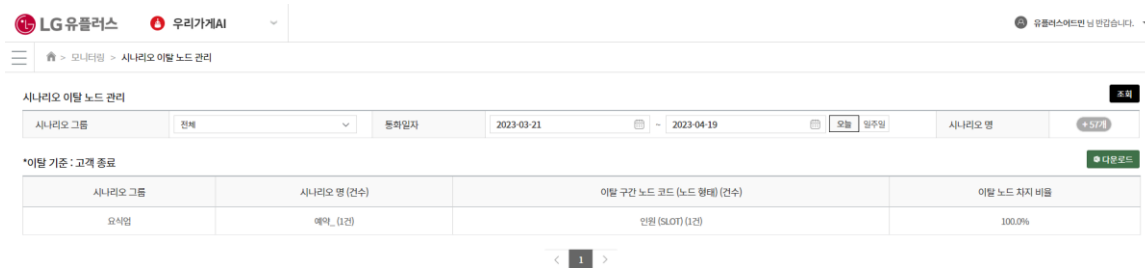 LG 유플러스 우리가게AI 유플러스어드민 님 반갑습니다.
> 모니터링 > 시나리오 이탈 노드 관리
시나리오 이탈 노드 관리 조회
시나리오 그룹 전체 통화일자 2023-03-21 ~ 2023-04-19 오늘 일주일 시나리오 명 +57개
*이탈 기준 : 고객 종료 다운로드
시나리오 그룹 시나리오 명 (건수) 이탈 구간 노드 코드 (노드 형태) (건수) 이탈 노드 차지 비율
요식업 예약_ (1건) 인원 (SLOT) (1건) 100.0%
< 1 >